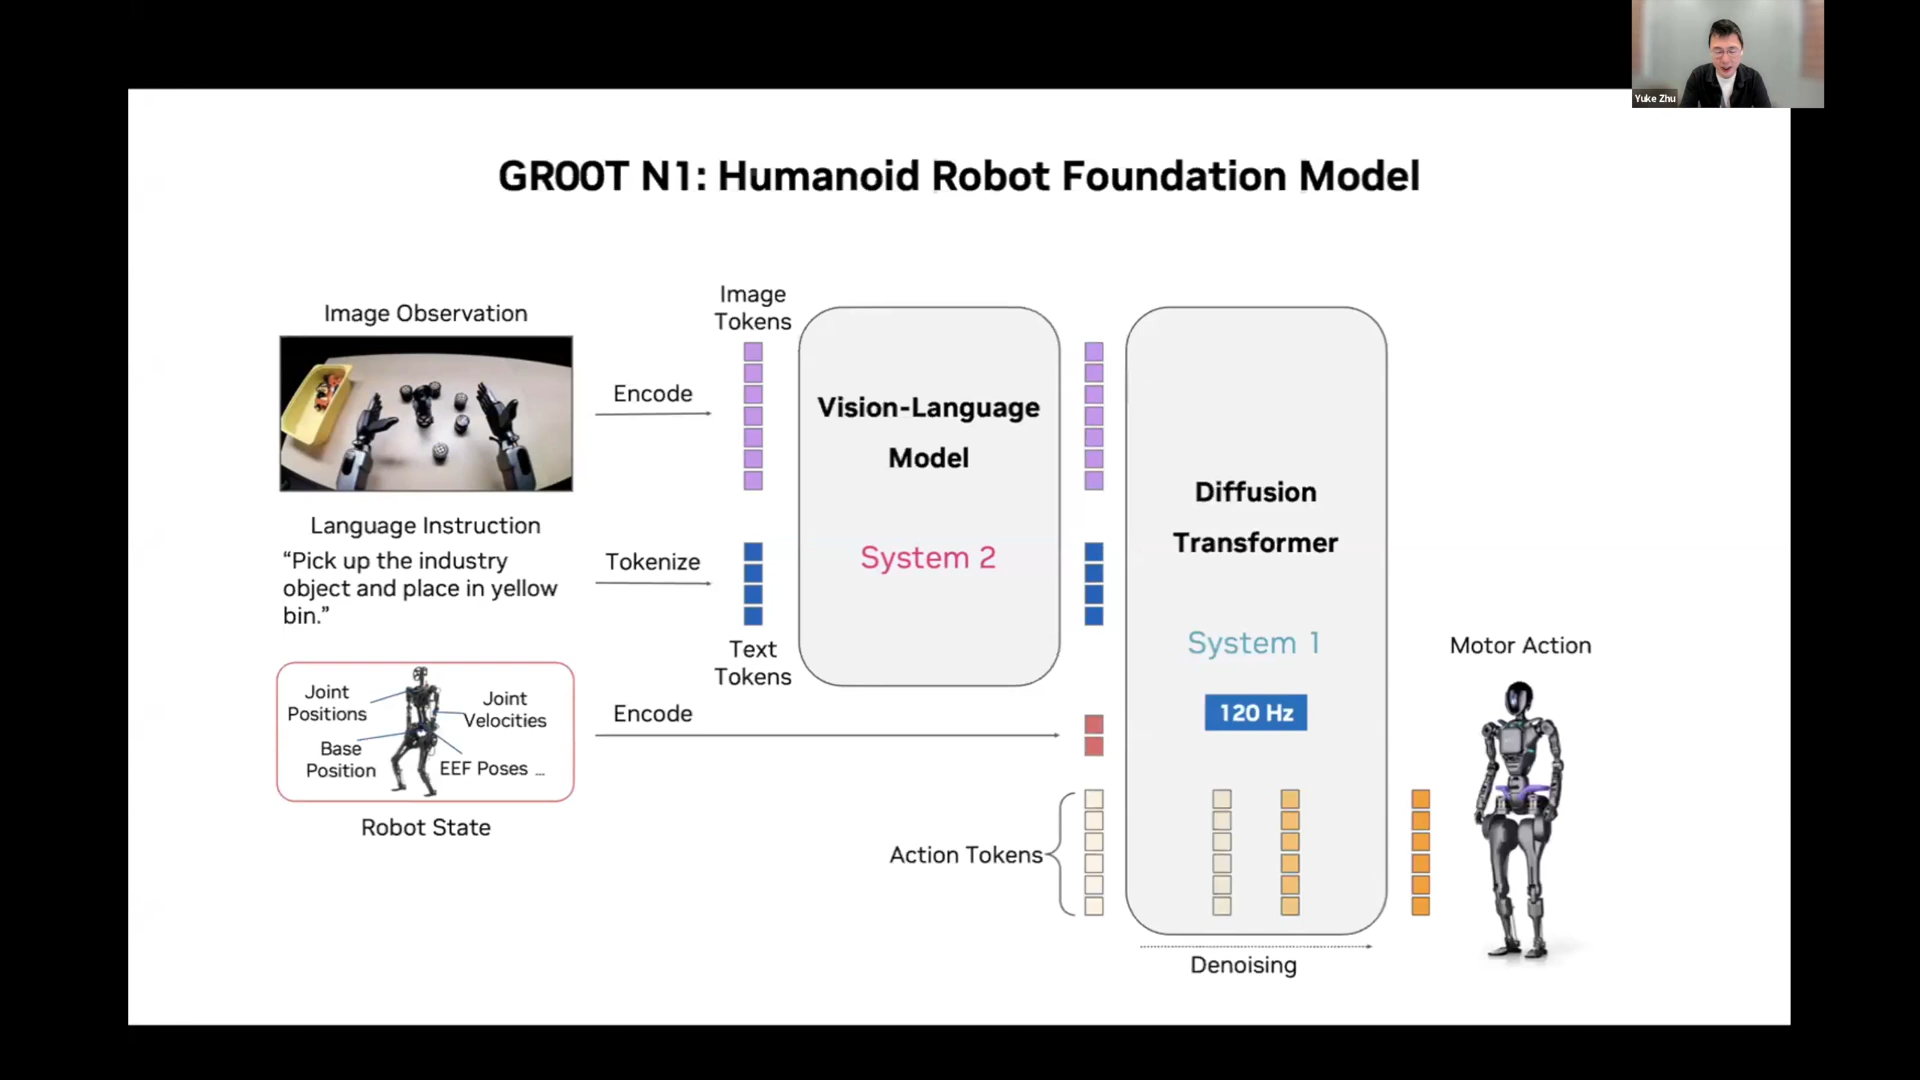 Yuke Zhu
GR00T N1: Humanoid Robot Foundation Model
Image Observation
Encode
Image
Tokens
Language Instruction
“Pick up the industry
object and place in yellow
bin.”
Tokenize
Text
Tokens
Vision-Language
Model
System 2
Joint
Positions
Joint
Velocities
Base
Position
EEF Poses ...
Robot State
Encode
Diffusion
Transformer
System 1
120 Hz
Action Tokens
Denoising
Motor Action